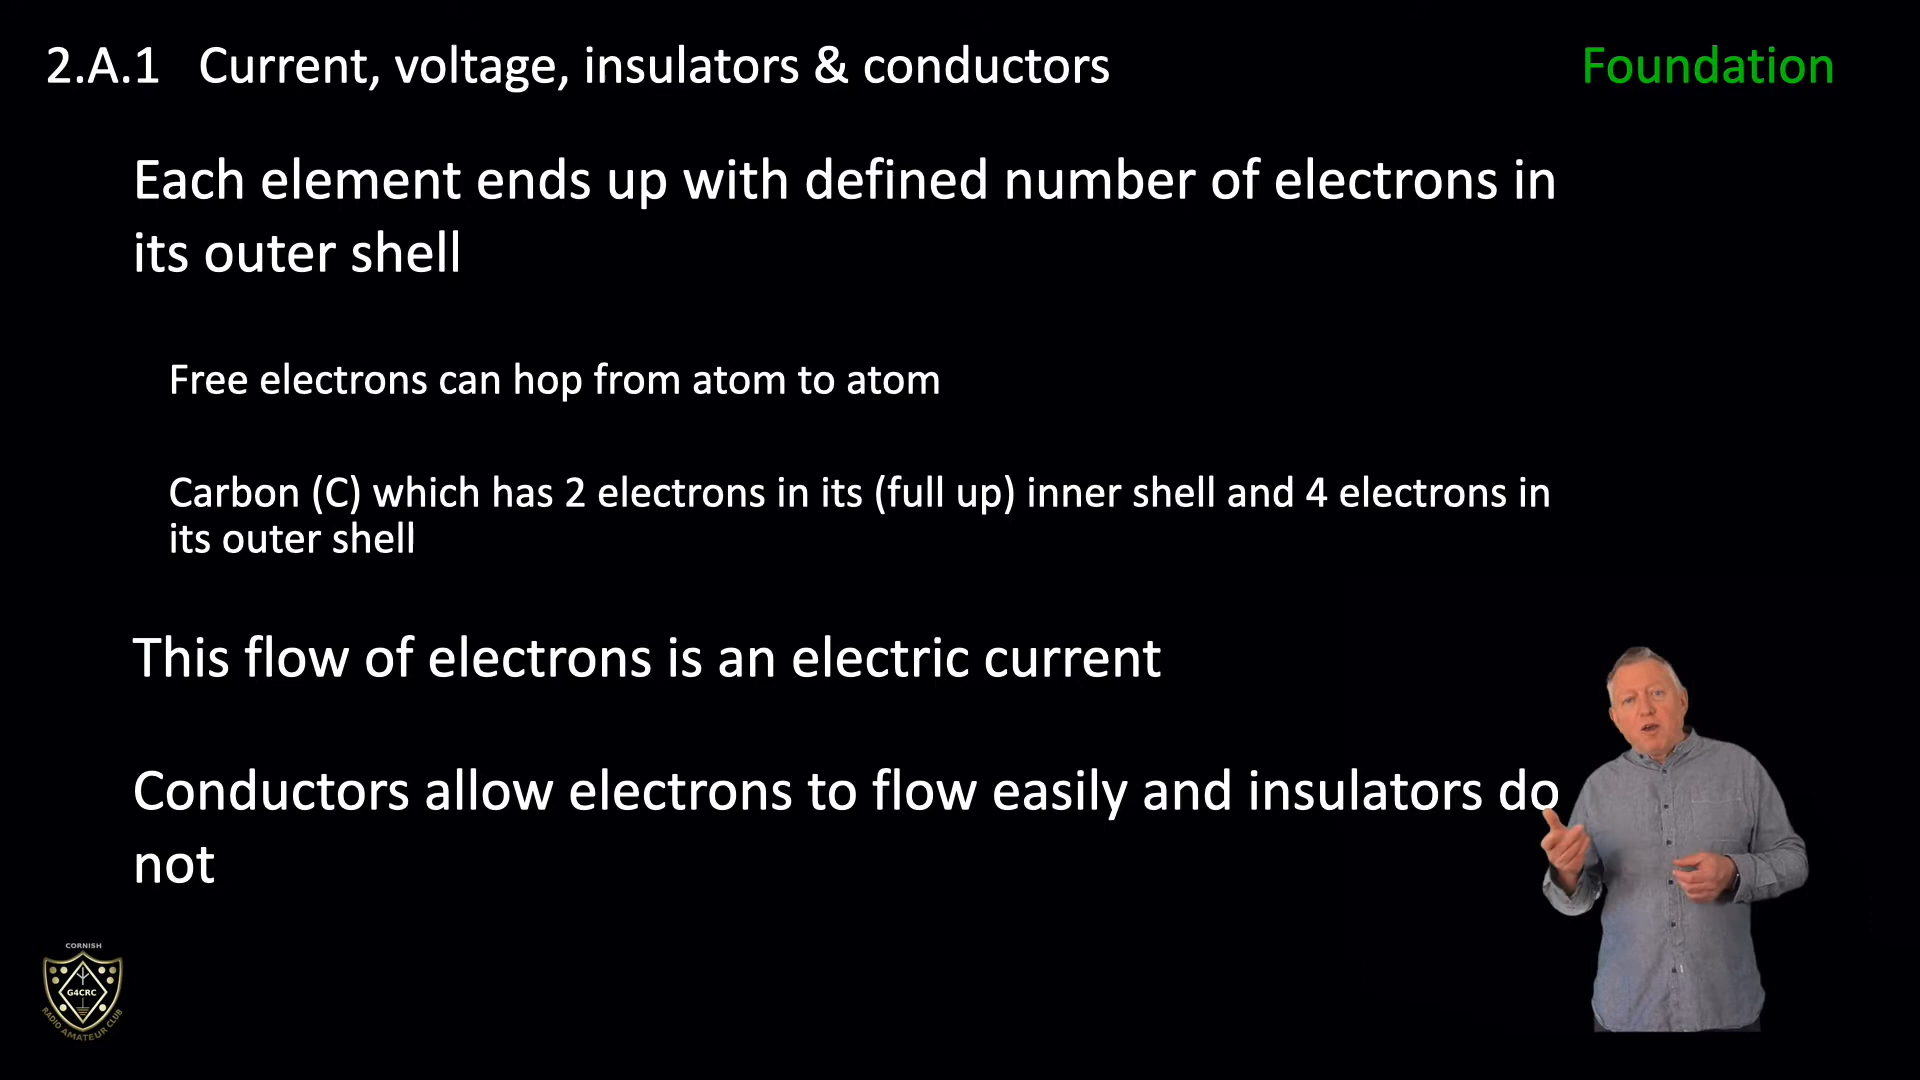 2.A.1 Current, voltage, insulators & conductors
Foundation
Each element ends up with defined number of electrons in
its outer shell
Free electrons can hop from atom to atom
Carbon (C) which has 2 electrons in its (full up) inner shell and 4 electrons in
its outer shell
This flow of electrons is an electric current
Conductors allow electrons to flow easily and insulators do
not
CORNISH
G4CRC
RADIO AMATEUR CLUB